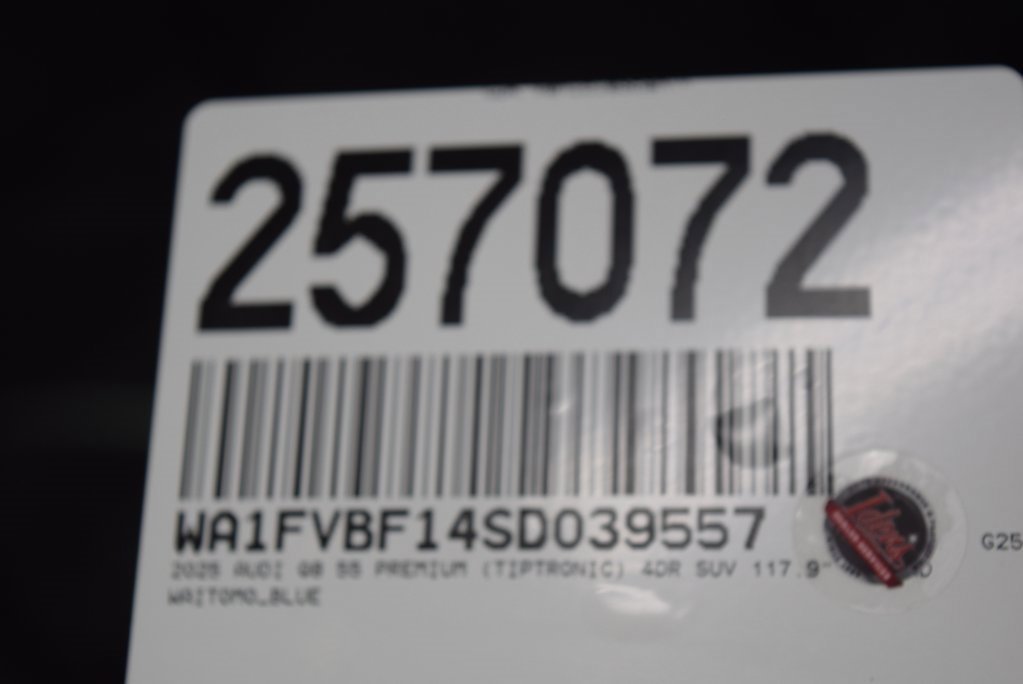 257072
WA1FVBF14SD039557
G25
2025 AUDI Q8 55 PREMIUM (TIPTRONIC) 4DR SUV 117.9"
WAITOMO_BLUE